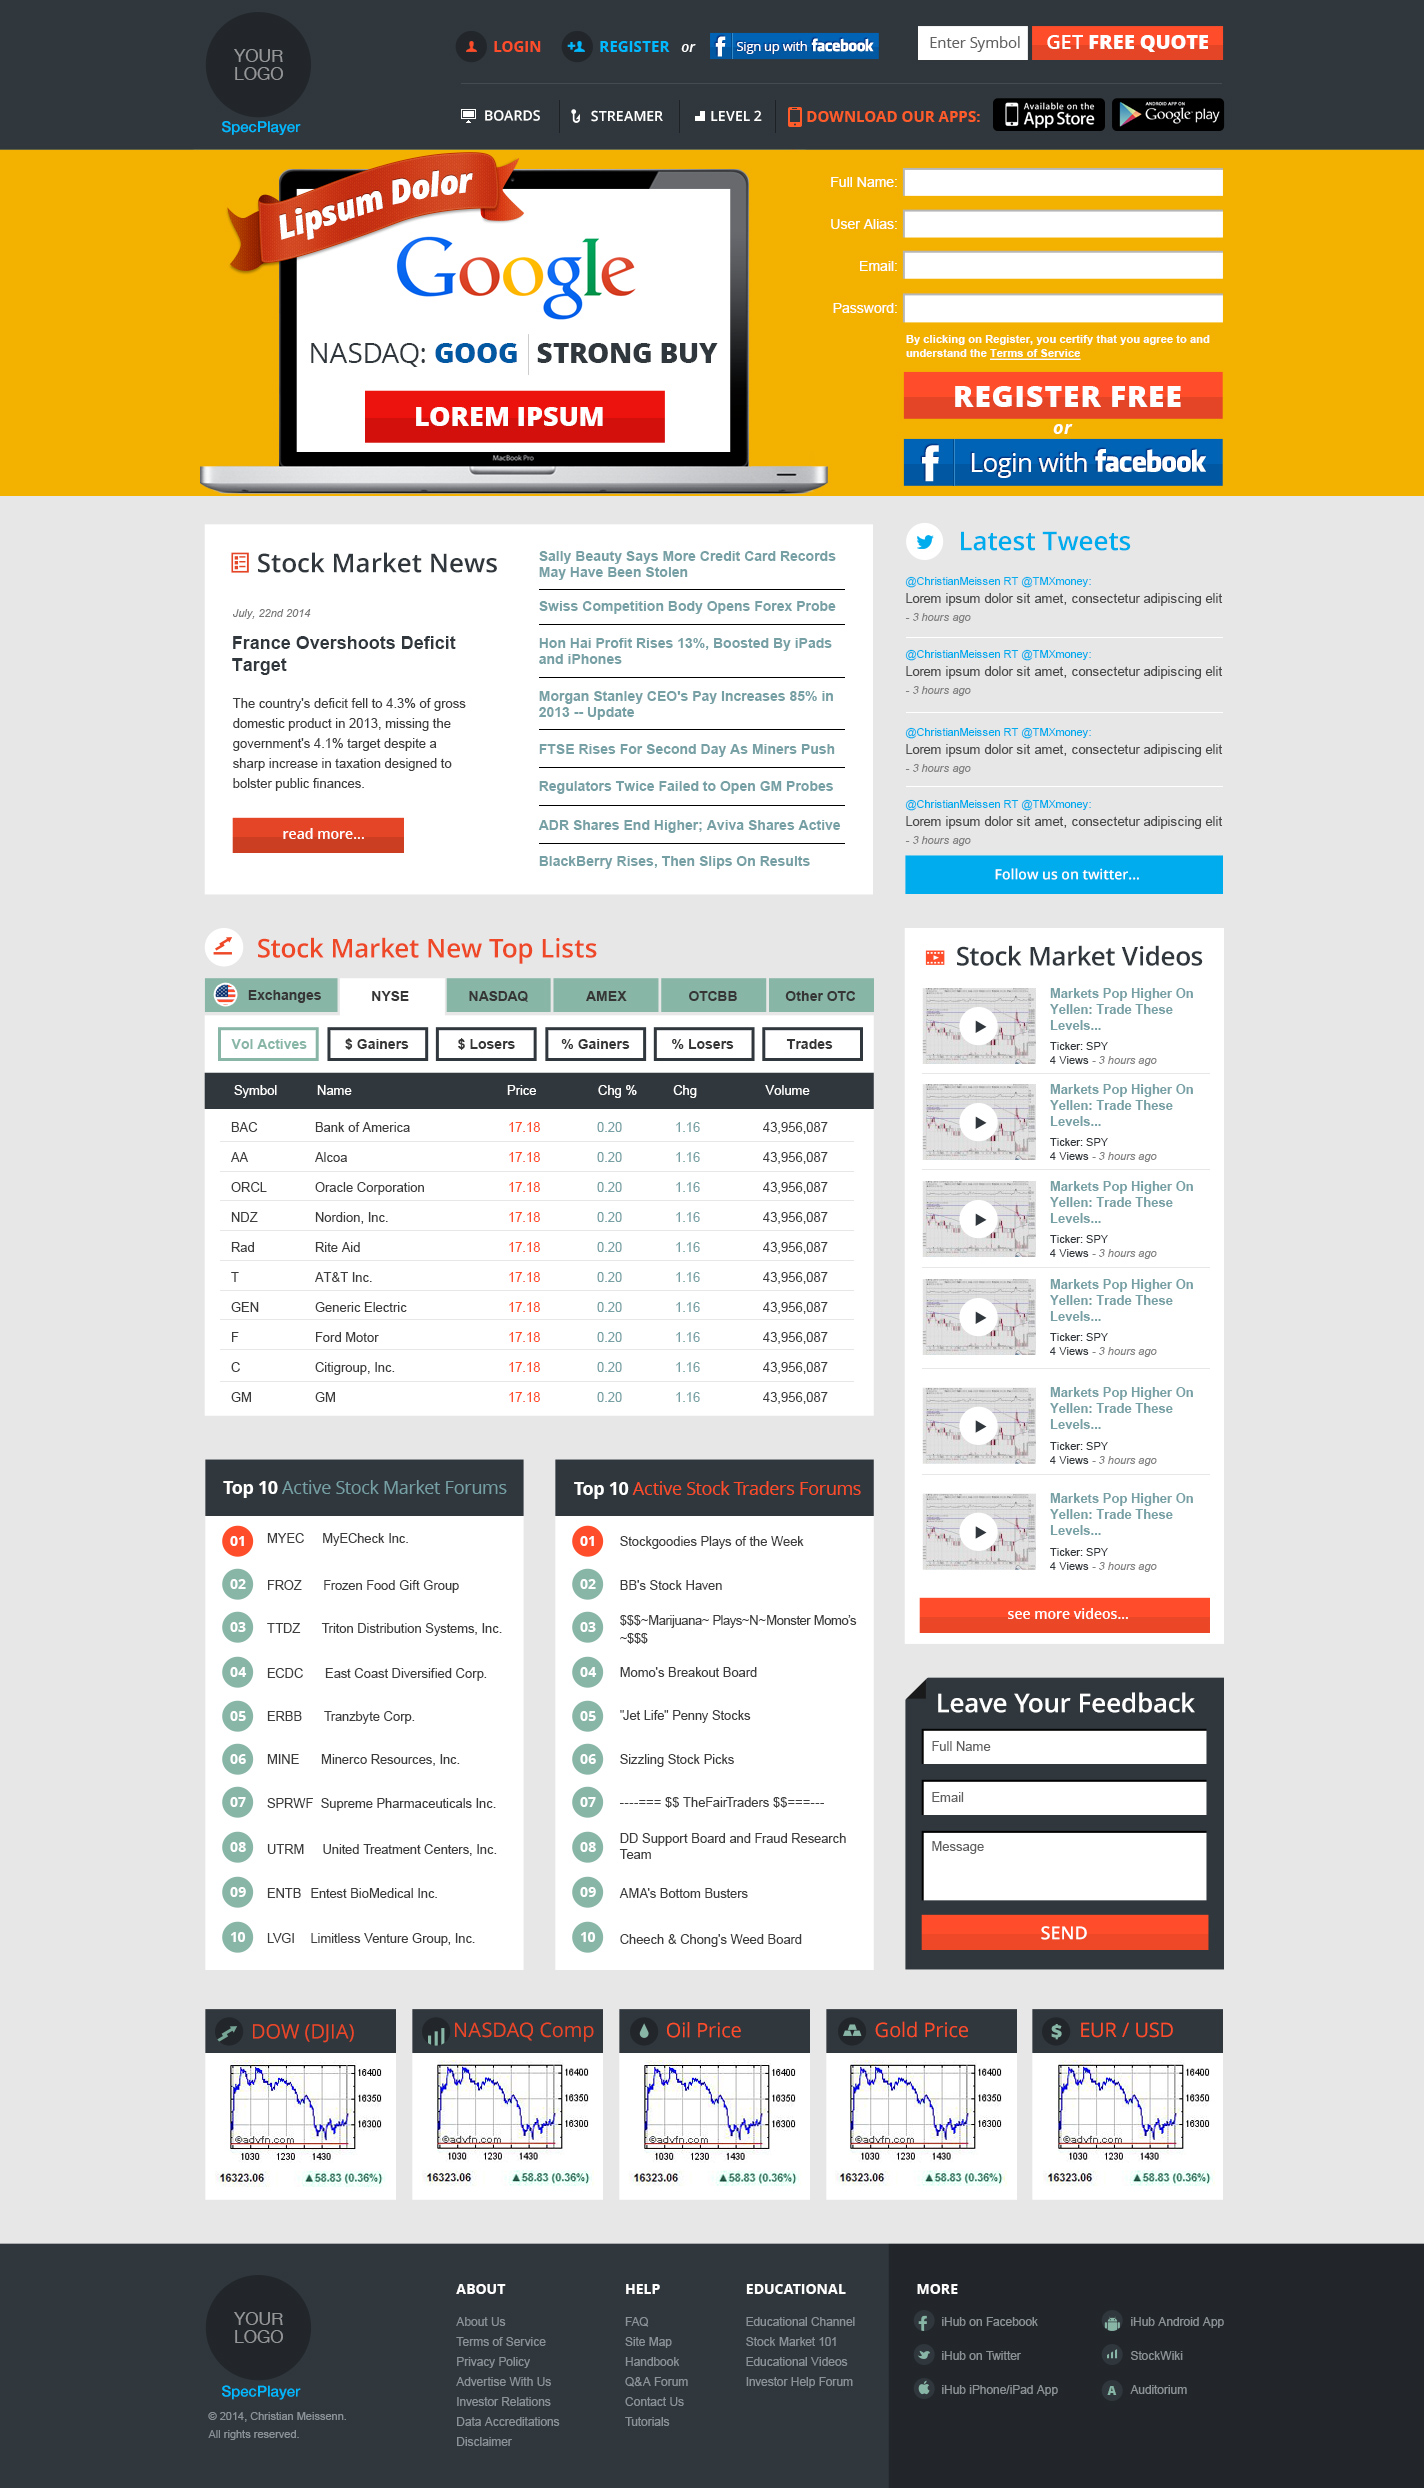 YOUR
LOGO
SpecPlayer
LOGIN
REGISTER or
Sign up with facebook
Enter Symbol
GET FREE QUOTE
BOARDS
STREAMER
LEVEL 2
DOWNLOAD OUR APPS:
Available on the
App Store
ANDROID APP ON
Google play
Lipsum Dolor
Google
NASDAQ: GOOG STRONG BUY
LOREM IPSUM
MacBook Pro
Full Name:
User Alias:
Email:
Password:
By clicking on Register, you certify that you agree to and
understand the Terms of Service
REGISTER FREE
or
Login with facebook
Stock Market News
July, 22nd 2014
France Overshoots Deficit
Target
The country's deficit fell to 4.3% of gross
domestic product in 2013, missing the
government's 4.1% target despite a
sharp increase in taxation designed to
bolster public finances.
read more...
Sally Beauty Says More Credit Card Records
May Have Been Stolen
Swiss Competition Body Opens Forex Probe
Hon Hai Profit Rises 13%, Boosted By iPads
and iPhones
Morgan Stanley CEO's Pay Increases 85% in
2013 -- Update
FTSE Rises For Second Day As Miners Push
Regulators Twice Failed to Open GM Probes
ADR Shares End Higher; Aviva Shares Active
BlackBerry Rises, Then Slips On Results
Latest Tweets
@ChristianMeissen RT @TMXmoney:
Lorem ipsum dolor sit amet, consectetur adipiscing elit
- 3 hours ago
@ChristianMeissen RT @TMXmoney:
Lorem ipsum dolor sit amet, consectetur adipiscing elit
- 3 hours ago
@ChristianMeissen RT @TMXmoney:
Lorem ipsum dolor sit amet, consectetur adipiscing elit
- 3 hours ago
@ChristianMeissen RT @TMXmoney:
Lorem ipsum dolor sit amet, consectetur adipiscing elit
- 3 hours ago
Follow us on twitter...
Stock Market New Top Lists
Exchanges NYSE NASDAQ AMEX OTCBB Other OTC
Vol Actives $ Gainers $ Losers % Gainers % Losers Trades
Symbol Name Price Chg % Chg Volume
BAC Bank of America 17.18 0.20 1.16 43,956,087
AA Alcoa 17.18 0.20 1.16 43,956,087
ORCL Oracle Corporation 17.18 0.20 1.16 43,956,087
NDZ Nordion, Inc. 17.18 0.20 1.16 43,956,087
Rad Rite Aid 17.18 0.20 1.16 43,956,087
T AT&T Inc. 17.18 0.20 1.16 43,956,087
GEN Generic Electric 17.18 0.20 1.16 43,956,087
F Ford Motor 17.18 0.20 1.16 43,956,087
C Citigroup, Inc. 17.18 0.20 1.16 43,956,087
GM GM 17.18 0.20 1.16 43,956,087
Stock Market Videos
Markets Pop Higher On
Yellen: Trade These
Levels...
Ticker: SPY
4 Views - 3 hours ago
Markets Pop Higher On
Yellen: Trade These
Levels...
Ticker: SPY
4 Views - 3 hours ago
Markets Pop Higher On
Yellen: Trade These
Levels...
Ticker: SPY
4 Views - 3 hours ago
Markets Pop Higher On
Yellen: Trade These
Levels...
Ticker: SPY
4 Views - 3 hours ago
Markets Pop Higher On
Yellen: Trade These
Levels...
Ticker: SPY
4 Views - 3 hours ago
Markets Pop Higher On
Yellen: Trade These
Levels...
Ticker: SPY
4 Views - 3 hours ago
see more videos...
Top 10 Active Stock Market Forums
01 MYEC MyECheck Inc.
02 FROZ Frozen Food Gift Group
03 TTDZ Triton Distribution Systems, Inc.
04 ECDC East Coast Diversified Corp.
05 ERBB Tranzbyte Corp.
06 MINE Minerco Resources, Inc.
07 SPRWF Supreme Pharmaceuticals Inc.
08 UTRM United Treatment Centers, Inc.
09 ENTB Entest BioMedical Inc.
10 LVGI Limitless Venture Group, Inc.
Top 10 Active Stock Traders Forums
01 Stockgoodies Plays of the Week
02 BB's Stock Haven
03 $$$~Marijuana~ Plays~N~Monster Momo's
~$$$
04 Momo's Breakout Board
05 "Jet Life" Penny Stocks
06 Sizzling Stock Picks
07 ----=== $$ TheFairTraders $$===---
08 DD Support Board and Fraud Research
Team
09 AMA's Bottom Busters
10 Cheech & Chong's Weed Board
Leave Your Feedback
Full Name
Email
Message
SEND
DOW (DJIA)
16400
16350
16300
©advfn.com
1030 1230 1430
16323.06 ▲58.83 (0.36%)
NASDAQ Comp
16400
16350
16300
©advfn.com
1030 1230 1430
16323.06 ▲58.83 (0.36%)
Oil Price
16400
16350
16300
©advfn.com
1030 1230 1430
16323.06 ▲58.83 (0.36%)
Gold Price
16400
16350
16300
©advfn.com
1030 1230 1430
16323.06 ▲58.83 (0.36%)
$ EUR / USD
16400
16350
16300
©advfn.com
1030 1230 1430
16323.06 ▲58.83 (0.36%)
YOUR
LOGO
SpecPlayer
© 2014, Christian Meissenn.
All rights reserved.
ABOUT
About Us
Terms of Service
Privacy Policy
Advertise With Us
Investor Relations
Data Accreditations
Disclaimer
HELP
FAQ
Site Map
Handbook
Q&A Forum
Contact Us
Tutorials
EDUCATIONAL
Educational Channel
Stock Market 101
Educational Videos
Investor Help Forum
MORE
iHub on Facebook
iHub on Twitter
iHub iPhone/iPad App
iHub Android App
StockWiki
A Auditorium